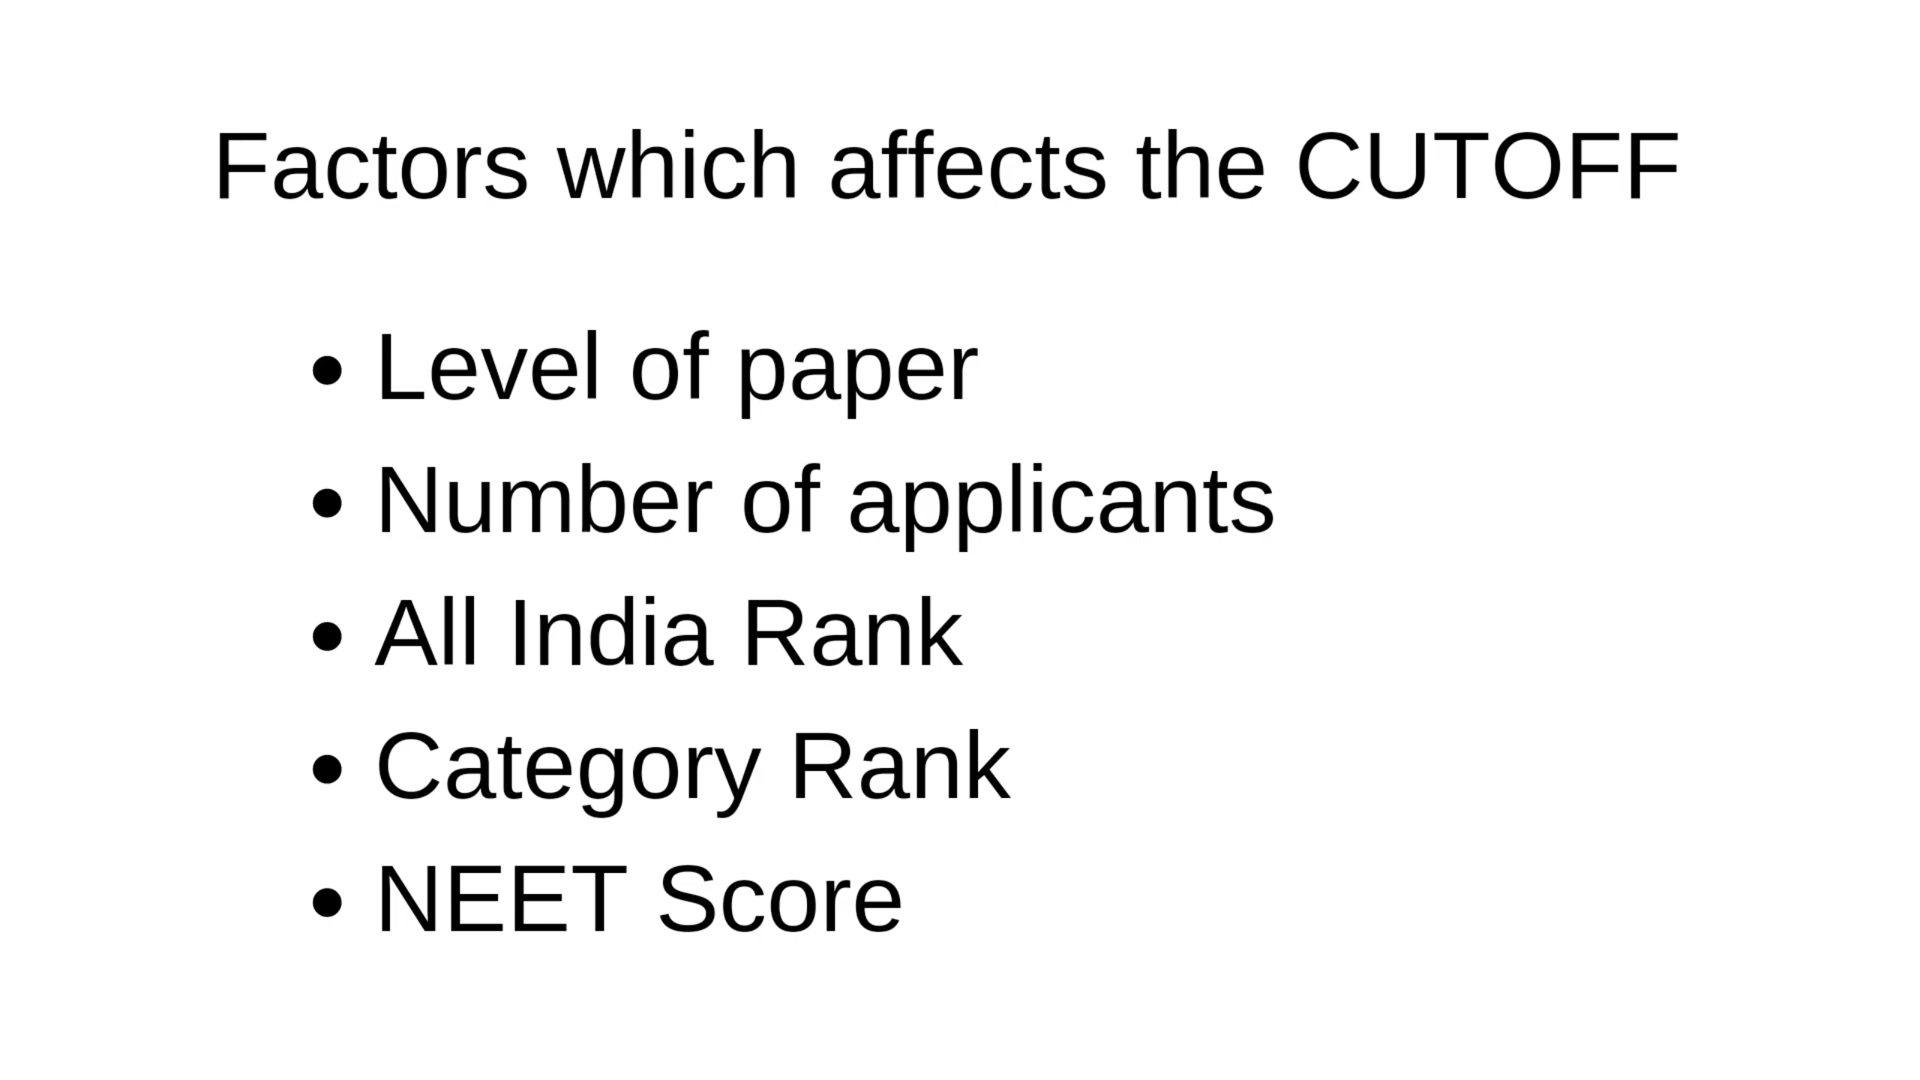 Factors which affects the CUTOFF
• Level of paper
• Number of applicants
• All India Rank
• Category Rank
• NEET Score